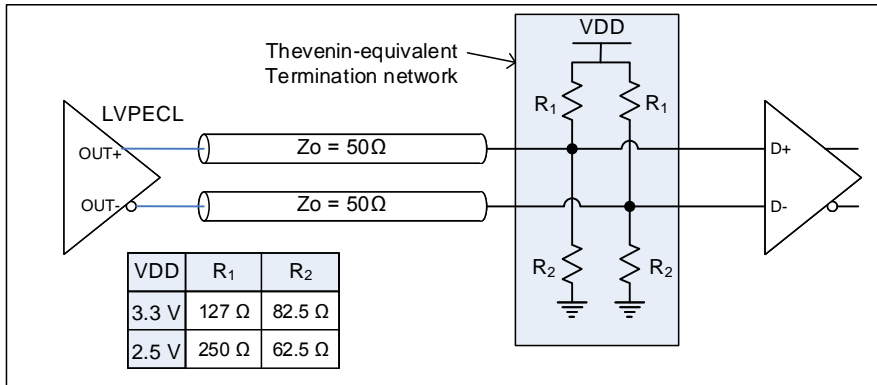 VDD
Thevenin-equivalent
Termination network
R₁ R₁
LVPECL
OUT+ Zo = 50Ω D+
OUT- Zo = 50Ω D-
R₂ R₂
VDD R₁ R₂
3.3 V 127 Ω 82.5 Ω
2.5 V 250 Ω 62.5 Ω